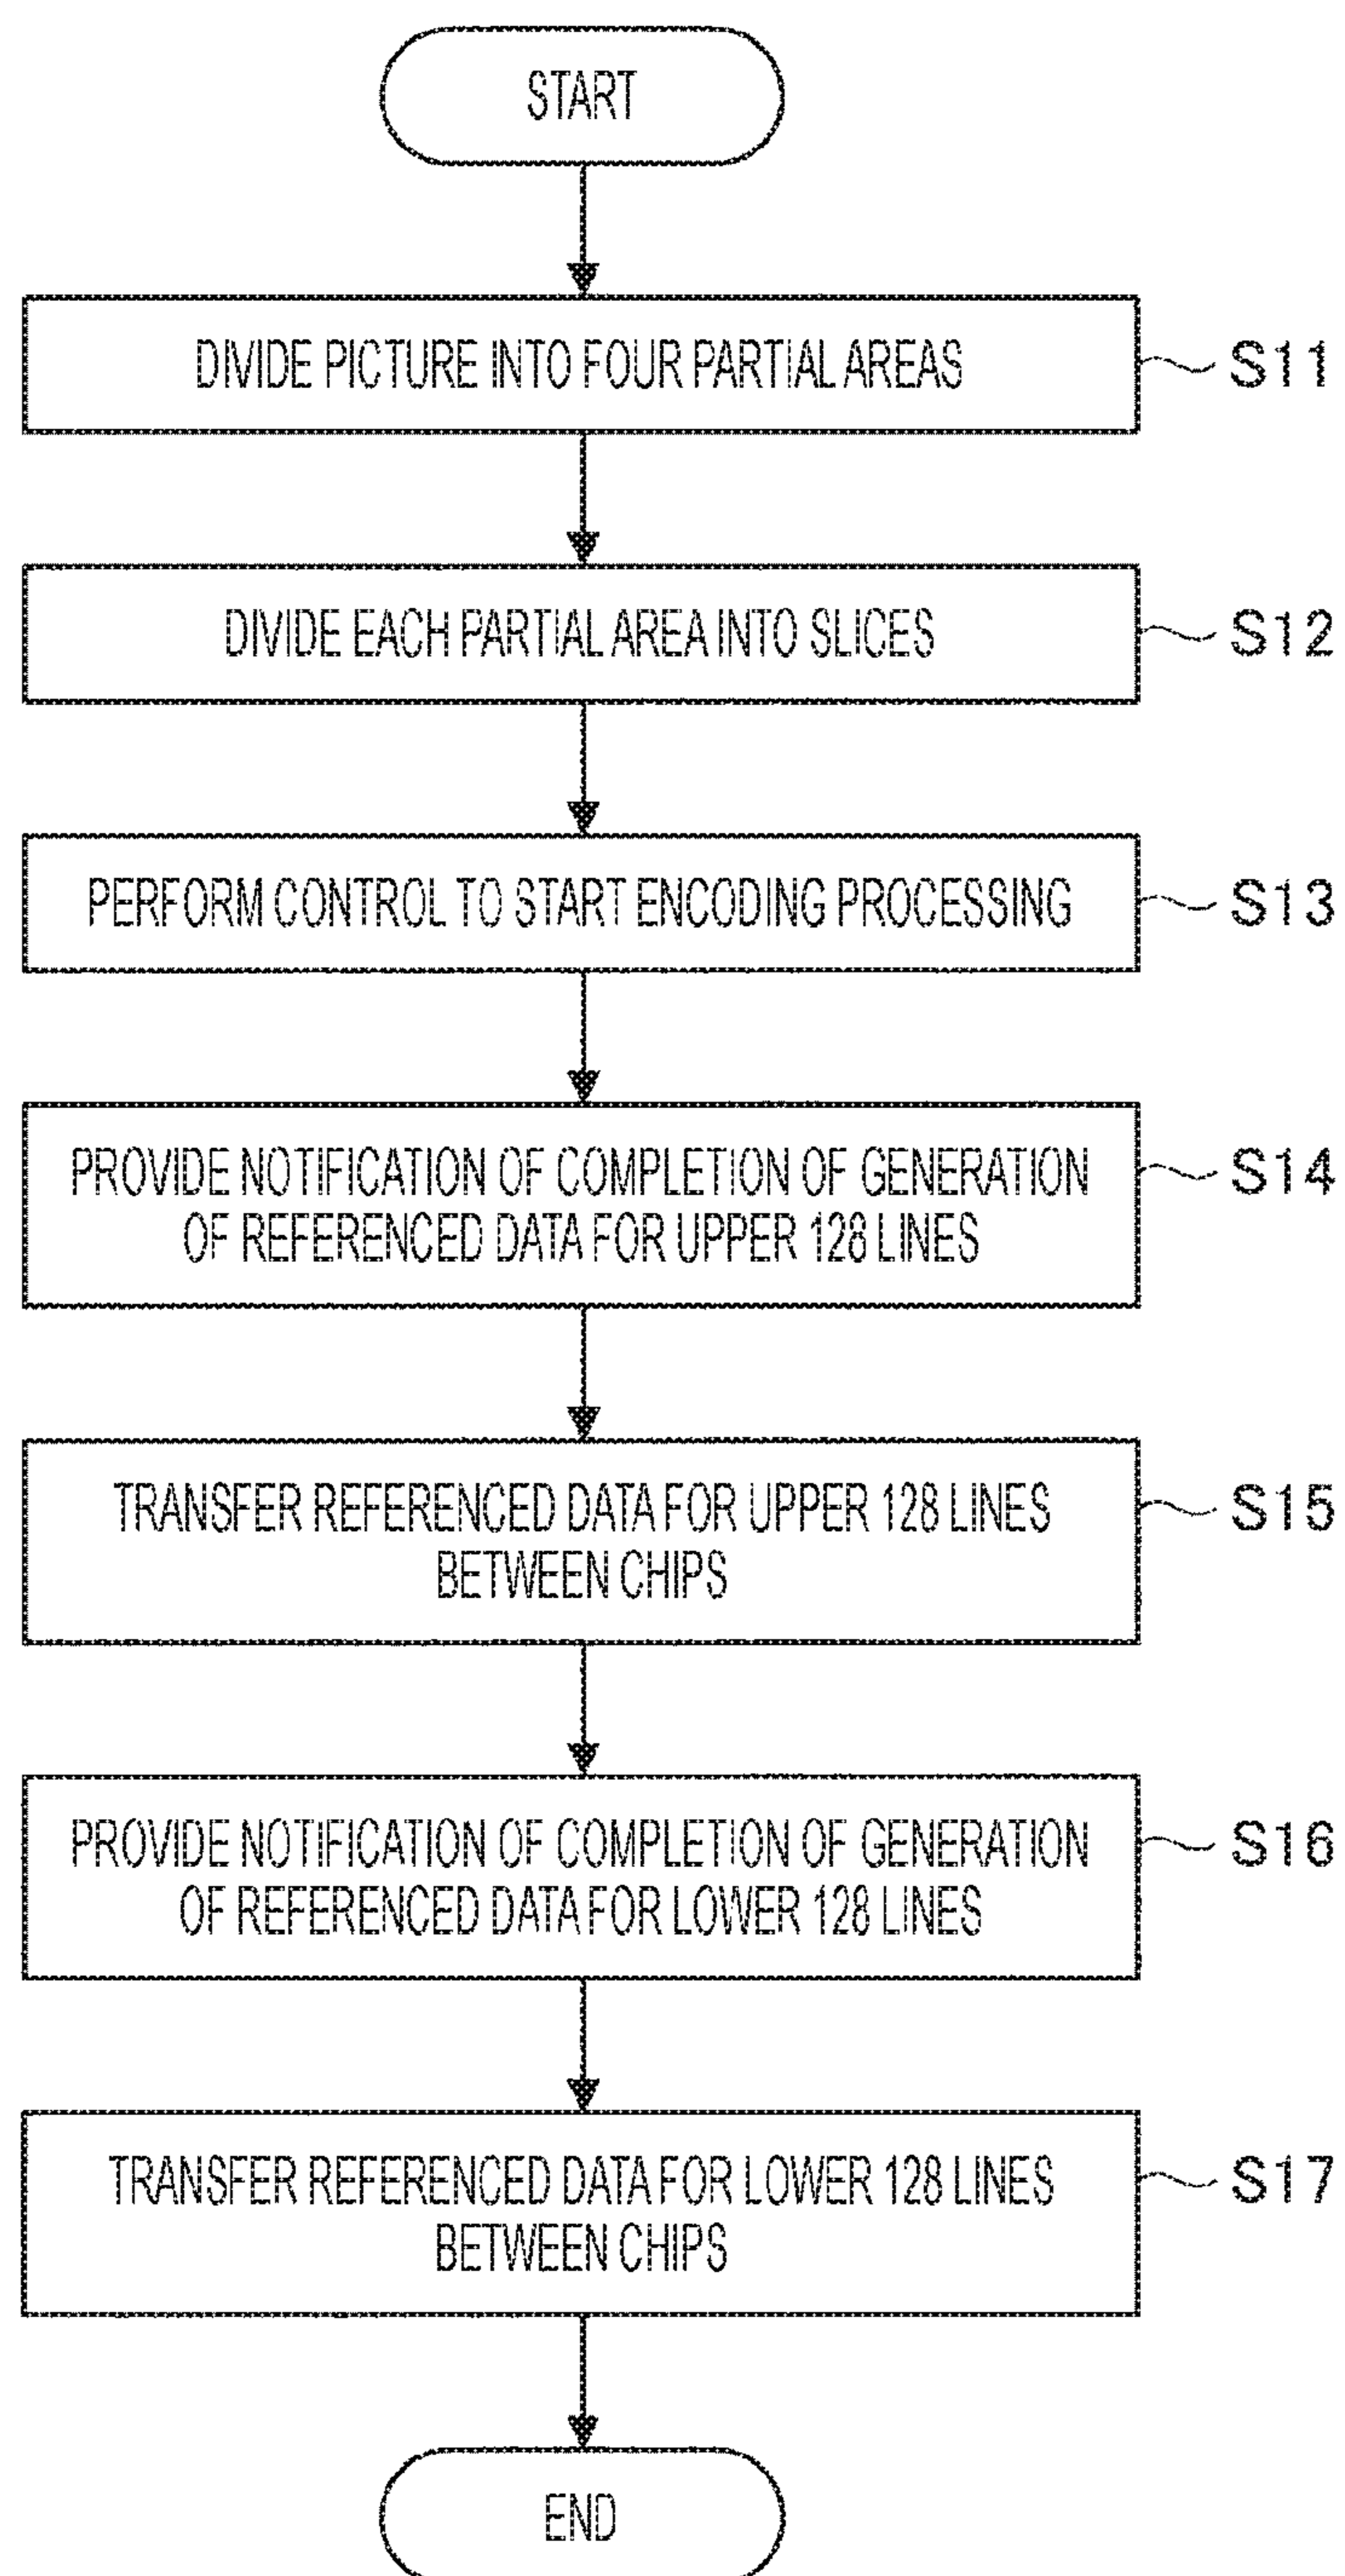 START
DIVIDE PICTURE INTO FOUR PARTIAL AREAS
S11
DIVIDE EACH PARTIAL AREA INTO SLICES
S12
PERFORM CONTROL TO START ENCODING PROCESSING
S13
PROVIDE NOTIFICATION OF COMPLETION OF GENERATION
OF REFERENCED DATA FOR UPPER 128 LINES
S14
TRANSFER REFERENCED DATA FOR UPPER 128 LINES
BETWEEN CHIPS
S15
PROVIDE NOTIFICATION OF COMPLETION OF GENERATION
OF REFERENCED DATA FOR LOWER 128 LINES
S16
TRANSFER REFERENCED DATA FOR LOWER 128 LINES
BETWEEN CHIPS
S17
END